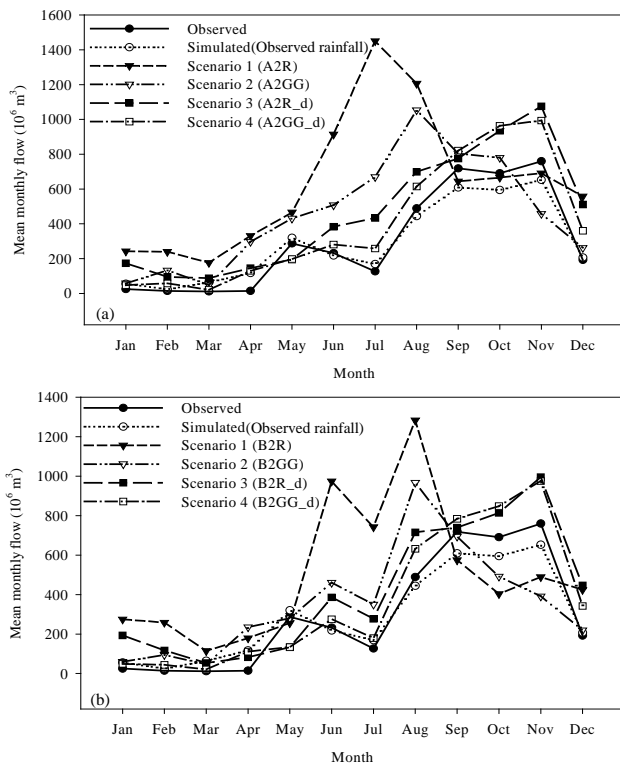 1600
1400
1200
1000
800
600
400
200
0
Mean monthly flow (10⁶ m³)
Observed
Simulated(Observed rainfall)
Scenario 1 (A2R)
Scenario 2 (A2GG)
Scenario 3 (A2R_d)
Scenario 4 (A2GG_d)
(a)
Jan Feb Mar Apr May Jun Jul Aug Sep Oct Nov Dec
Month
1400
1200
1000
800
600
400
200
0
Mean monthly flow (10⁶ m³)
Observed
Simulated(Observed rainfall)
Scenario 1 (B2R)
Scenario 2 (B2GG)
Scenario 3 (B2R_d)
Scenario 4 (B2GG_d)
(b)
Jan Feb Mar Apr May Jun Jul Aug Sep Oct Nov Dec
Month